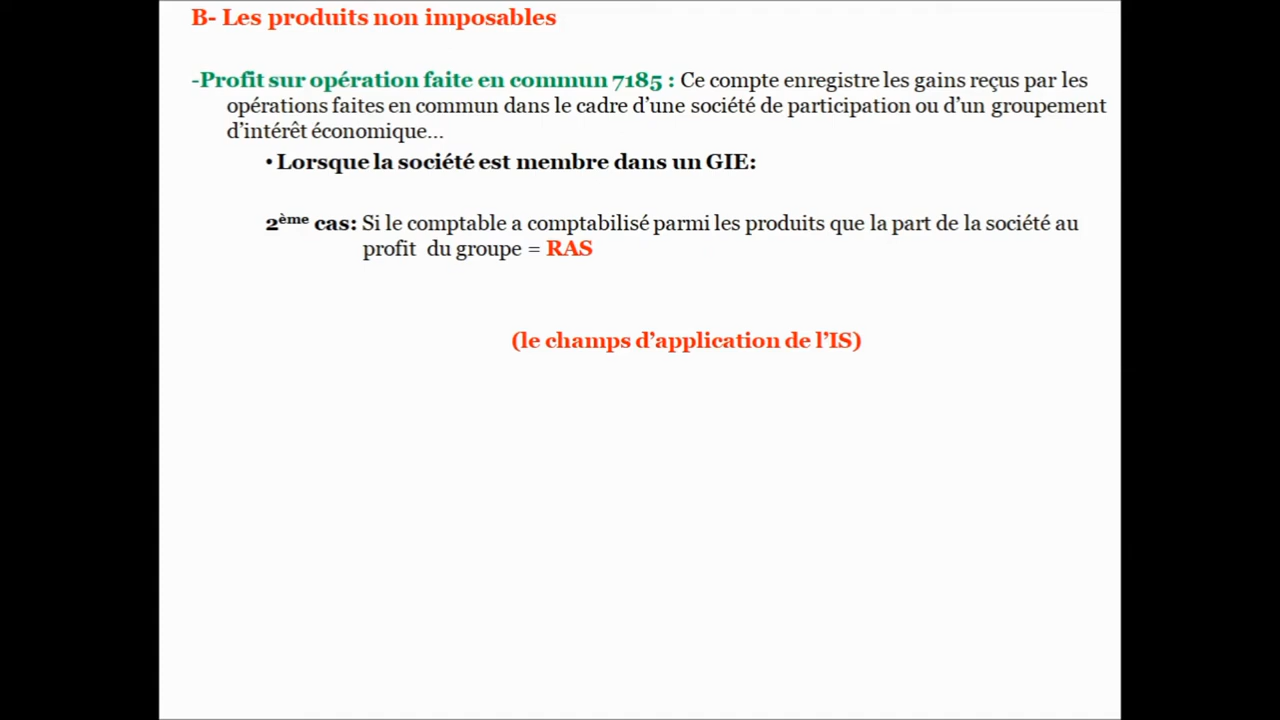 B- Les produits non imposables
-Profit sur opération faite en commun 7185 : Ce compte enregistre les gains reçus par les
opérations faites en commun dans le cadre d'une société de participation ou d'un groupement
d'intérêt économique…
• Lorsque la société est membre dans un GIE:
2ème cas: Si le comptable a comptabilisé parmi les produits que la part de la société au
profit du groupe = RAS
(le champs d'application de l'IS)